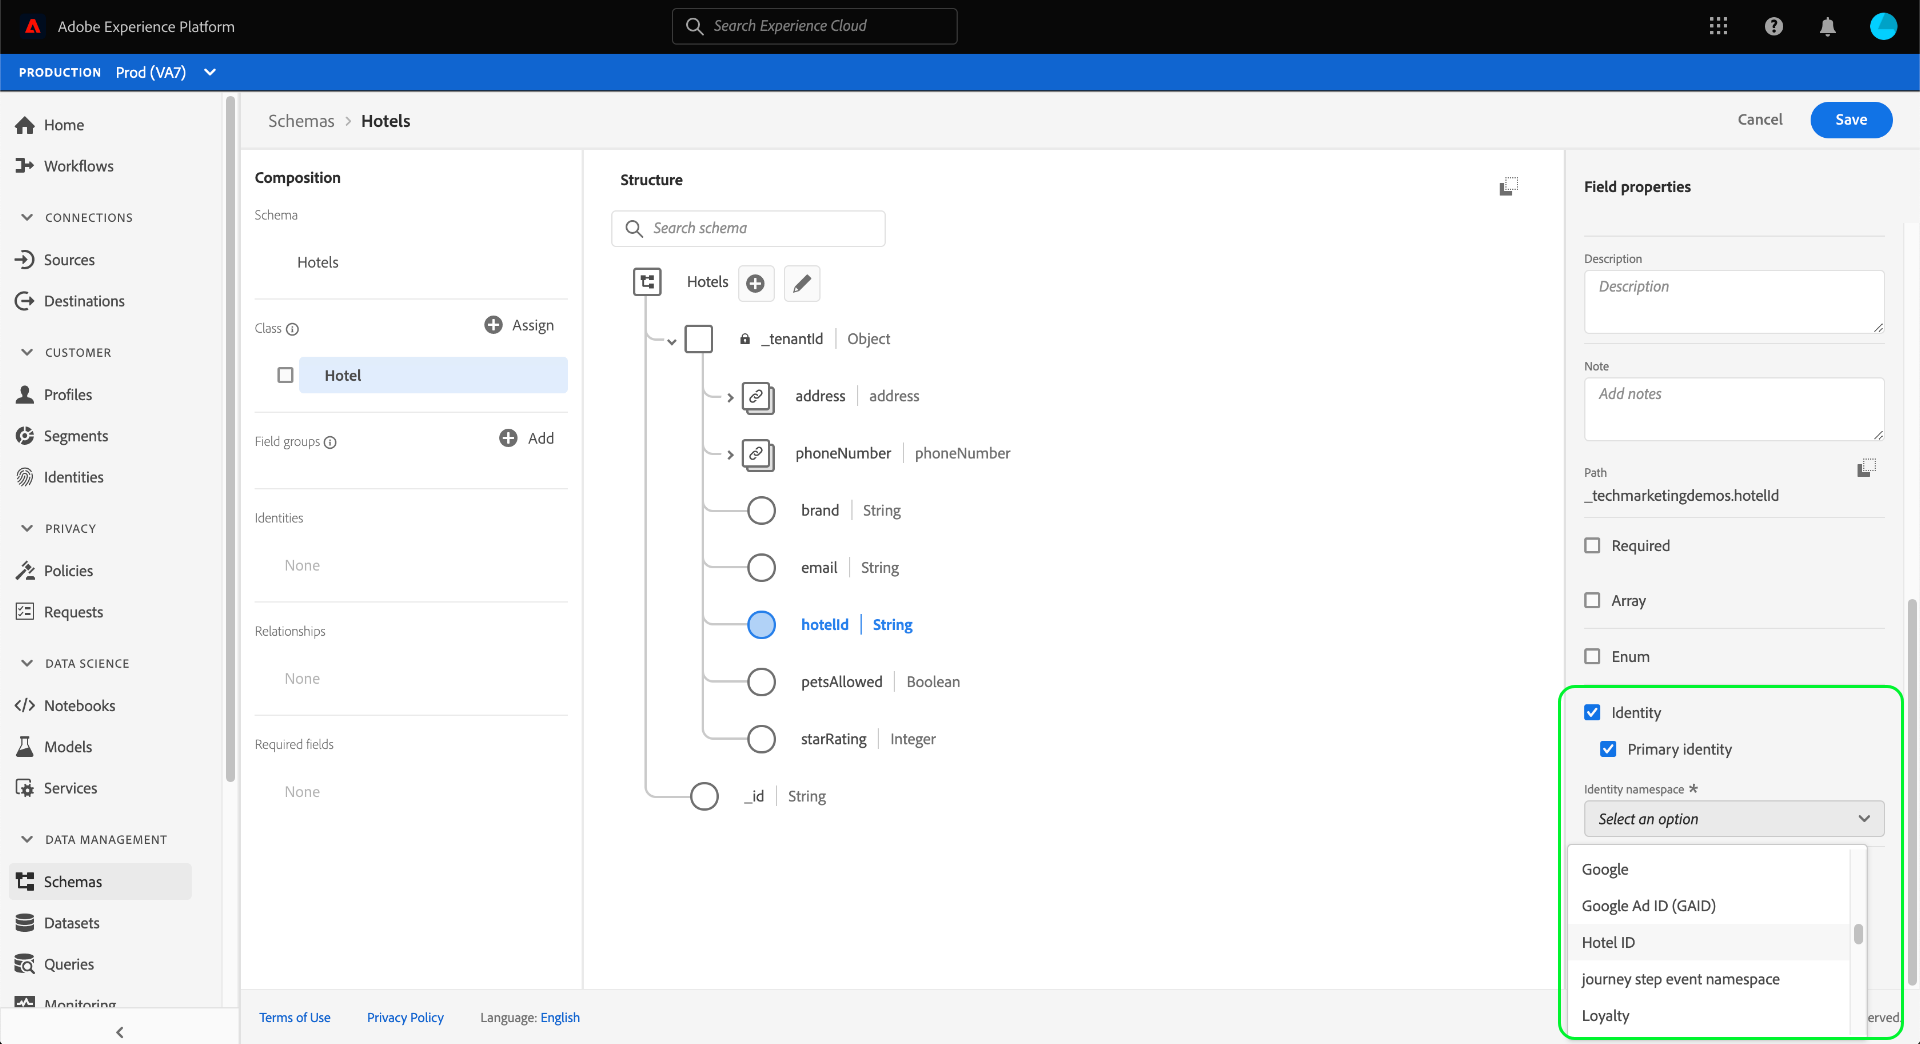 Adobe Experience Platform
Search Experience Cloud
PRODUCTION Prod (VA7)
Home
Workflows
CONNECTIONS
Sources
Destinations
CUSTOMER
Profiles
Segments
Identities
PRIVACY
Policies
Requests
DATA SCIENCE
Notebooks
Models
Services
DATA MANAGEMENT
Schemas
Datasets
Queries
Monitoring
Schemas > Hotels
Cancel
Save
Composition
Schema
Hotels
Class
Assign
Hotel
Field groups
Add
Identities
None
Relationships
None
Required fields
None
Structure
Search schema
Hotels
_tenantId | Object
address | address
phoneNumber | phoneNumber
brand | String
email | String
hotelId | String
petsAllowed | Boolean
starRating | Integer
_id | String
Field properties
Description
Description
Note
Add notes
Path
_techmarketingdemos.hotelId
Required
Array
Enum
Identity
Primary identity
Identity namespace *
Select an option
Google
Google Ad ID (GAID)
Hotel ID
journey step event namespace
Loyalty
Terms of Use
Privacy Policy
Language: English
erved.